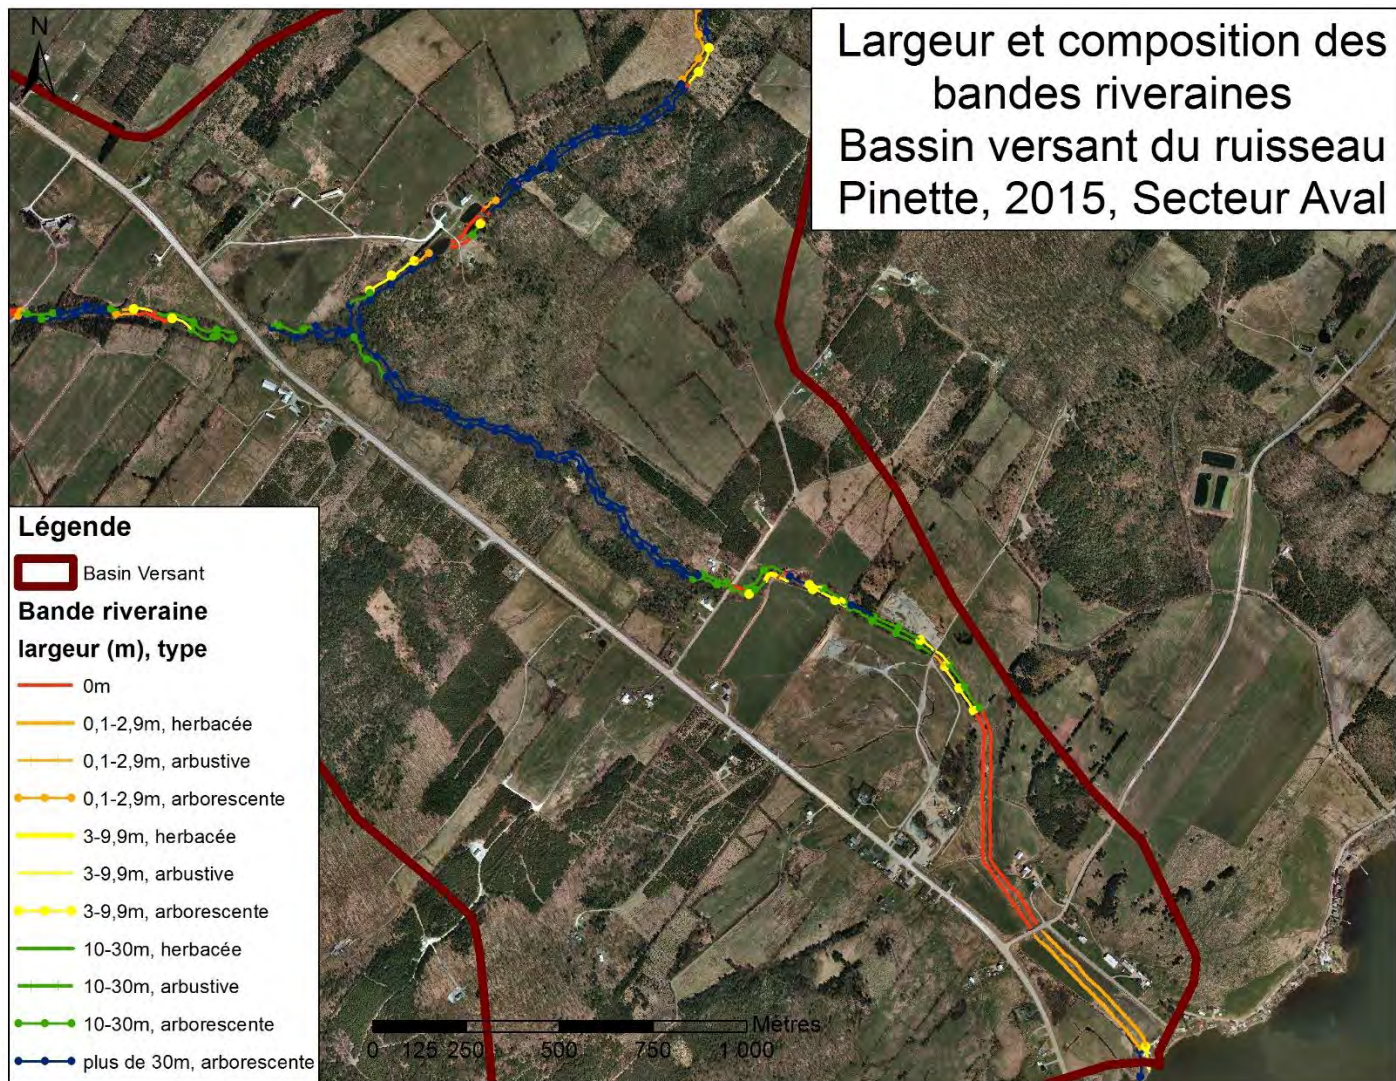 N
Largeur et composition des
bandes riveraines
Bassin versant du ruisseau
Pinette, 2015, Secteur Aval
Légende
Basin Versant
Bande riveraine
largeur (m), type
0m
0,1-2,9m, herbacée
0,1-2,9m, arbustive
0,1-2,9m, arborescente
3-9,9m, herbacée
3-9,9m, arbustive
3-9,9m, arborescente
10-30m, herbacée
10-30m, arbustive
10-30m, arborescente
plus de 30m, arborescente
Mètres
0 125 250 500 750 1 000